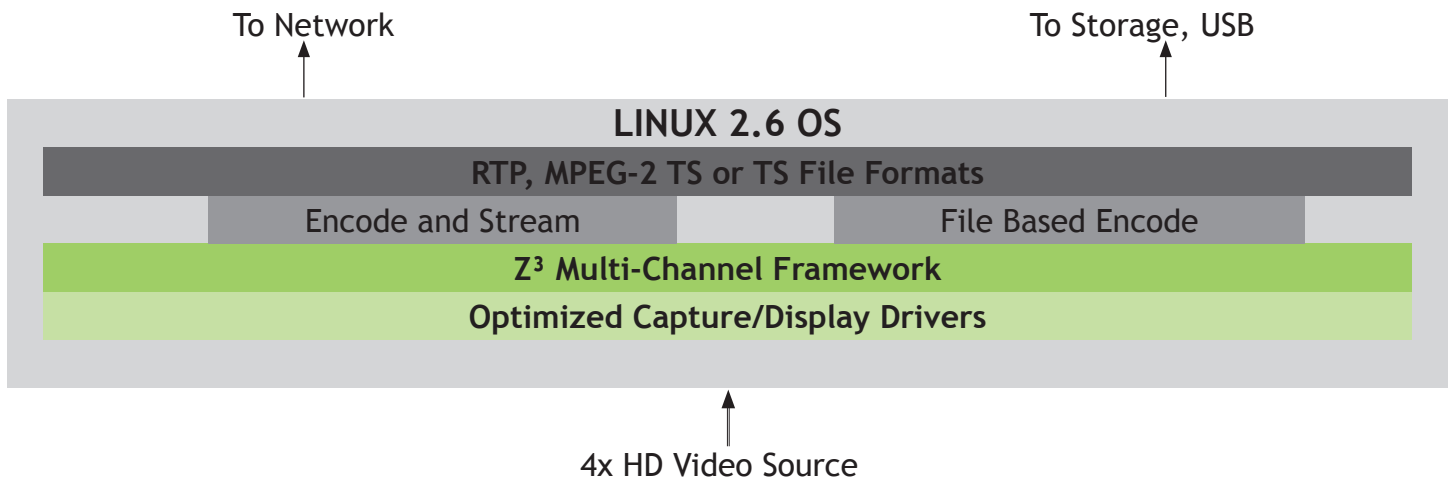 To Network
To Storage, USB
LINUX 2.6 OS
RTP, MPEG-2 TS or TS File Formats
Encode and Stream
File Based Encode
Z³ Multi-Channel Framework
Optimized Capture/Display Drivers
4x HD Video Source